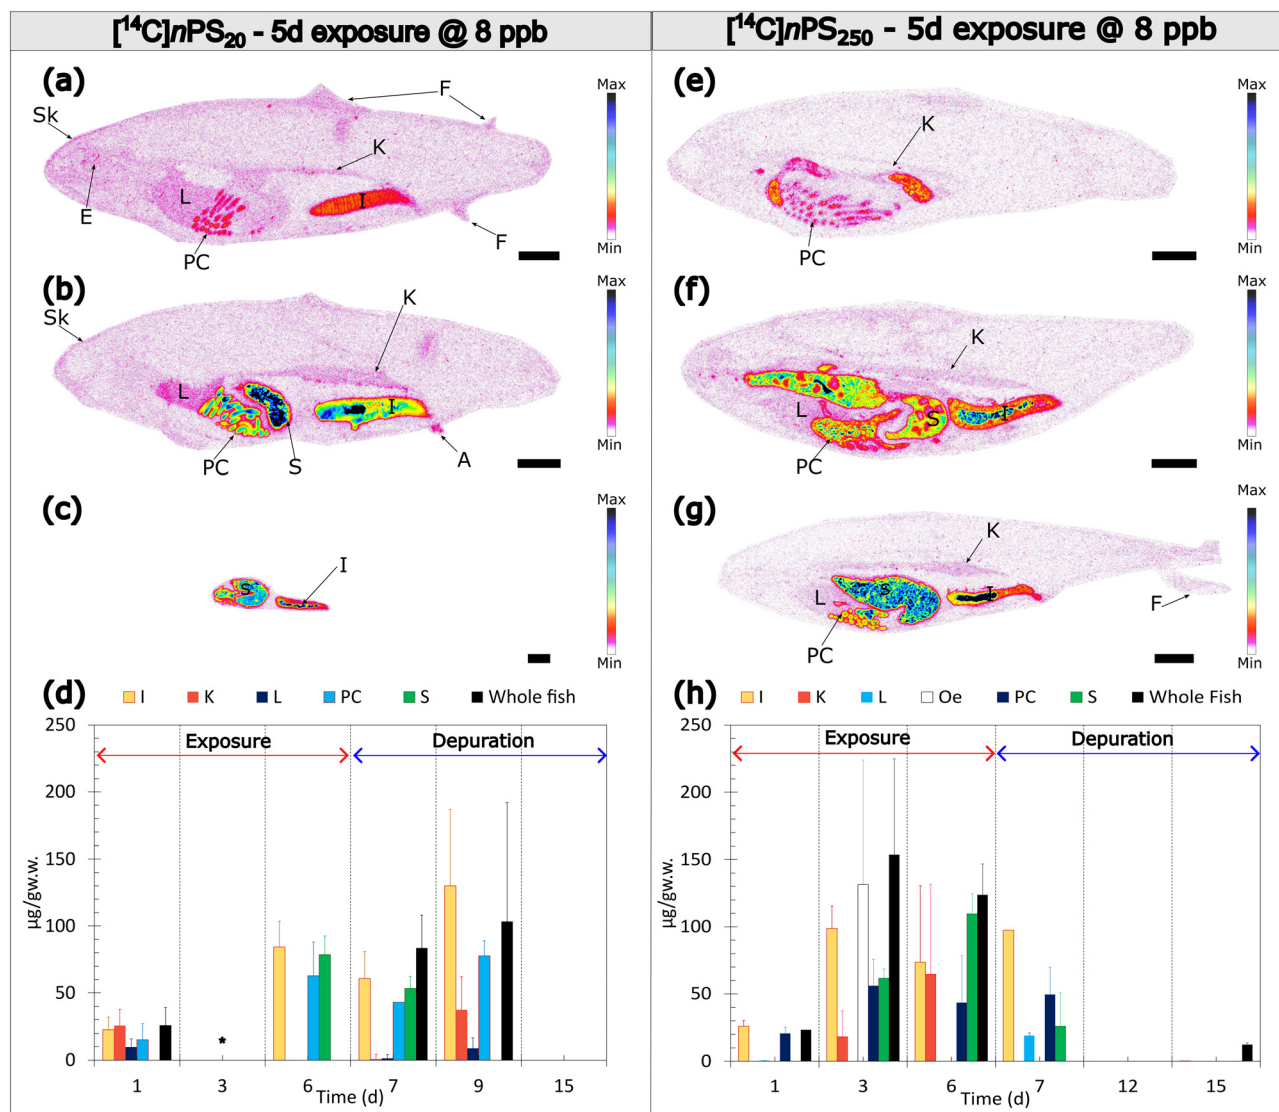 [¹⁴C]nPS₂₀ - 5d exposure @ 8 ppb
(a)
Sk
E
L
PC
F
K
I
F
Max
Min
(b)
Sk
L
PC
S
K
I
A
Max
Min
(c)
S
I
Max
Min
(d)
I K L PC S Whole fish
Exposure Depuration
250
200
150
100
50
0
µg/gw.w.
*
1 3 6 7 9 15
Time (d)
[¹⁴C]nPS₂₅₀ - 5d exposure @ 8 ppb
(e)
K
PC
Max
Min
(f)
K
L
S
I
PC
Max
Min
(g)
K
L
S
I
PC
F
Max
Min
(h)
I K L Oe PC S Whole Fish
Exposure Depuration
250
200
150
100
50
0
µg/gw.w.
1 3 6 7 12 15
Time (d)